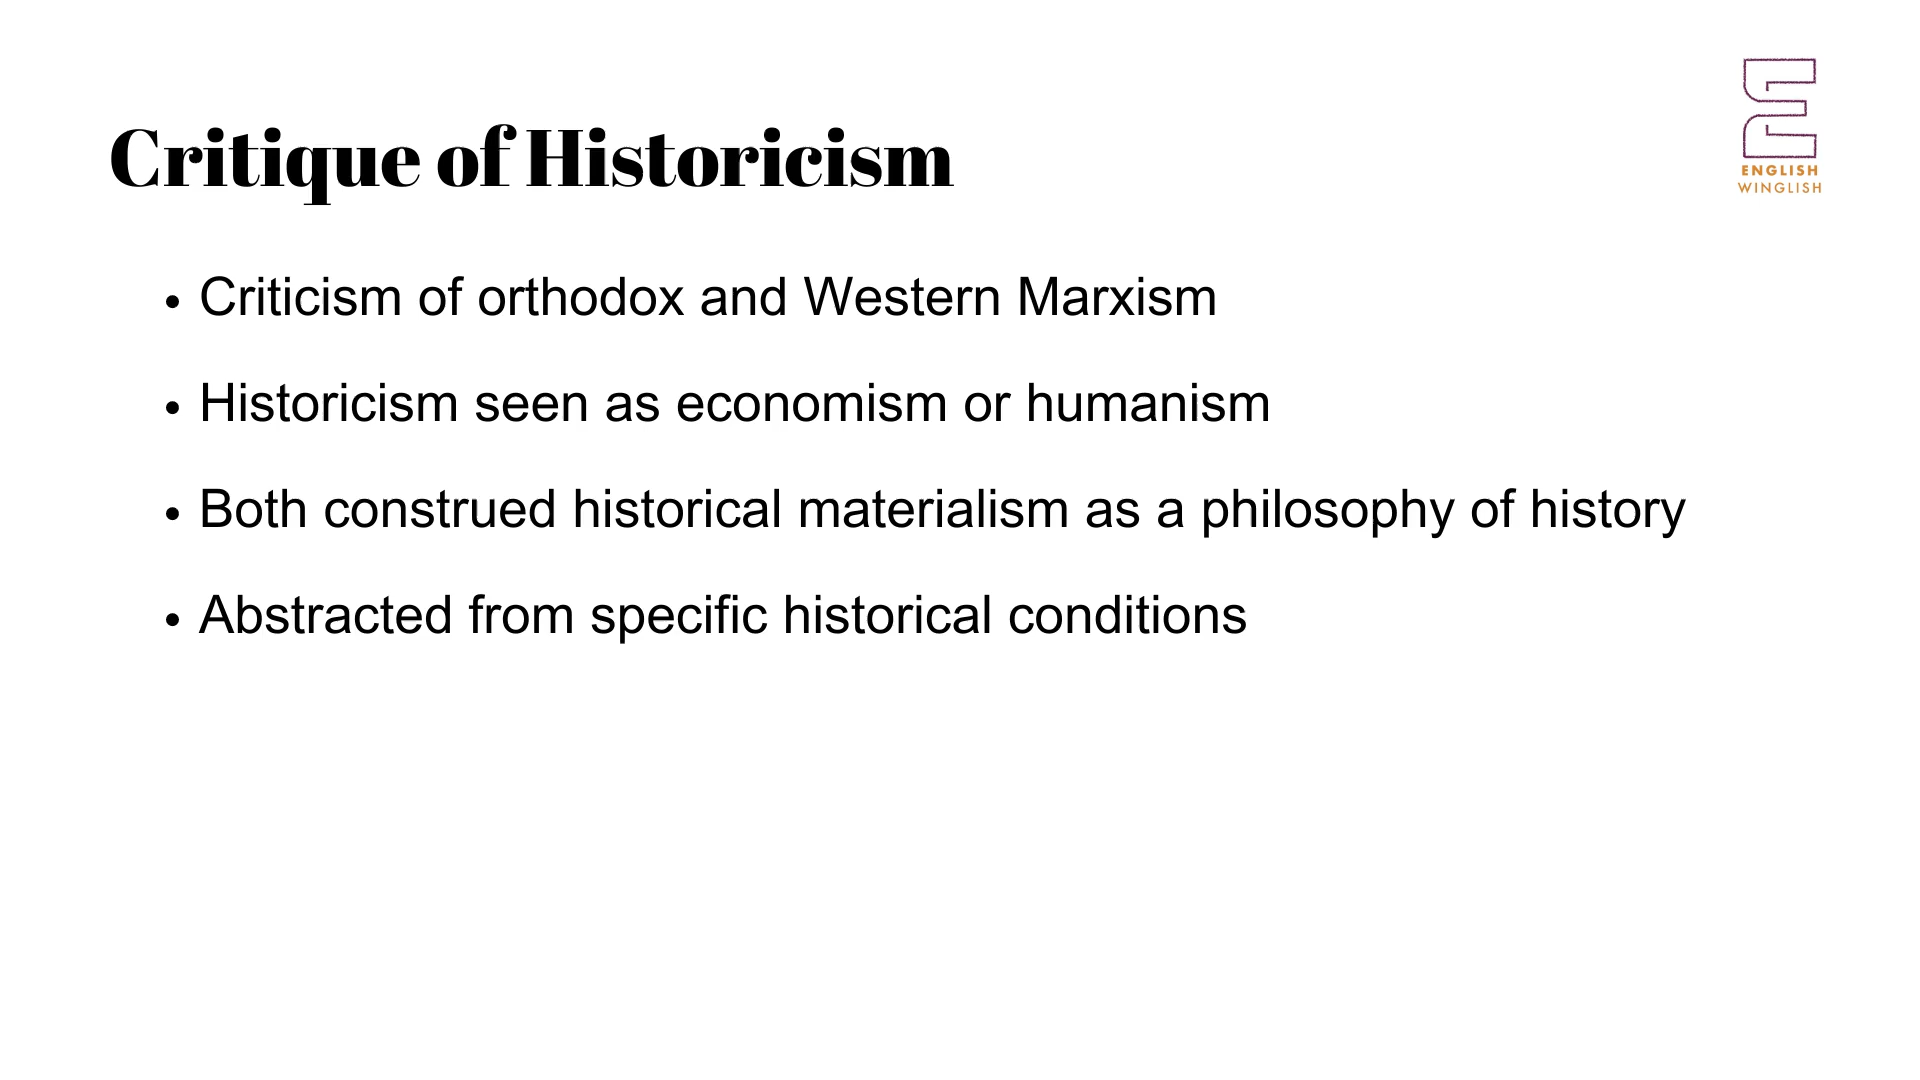 Critique of Historicism
ENGLISH
WINGLISH
• Criticism of orthodox and Western Marxism
• Historicism seen as economism or humanism
• Both construed historical materialism as a philosophy of history
• Abstracted from specific historical conditions